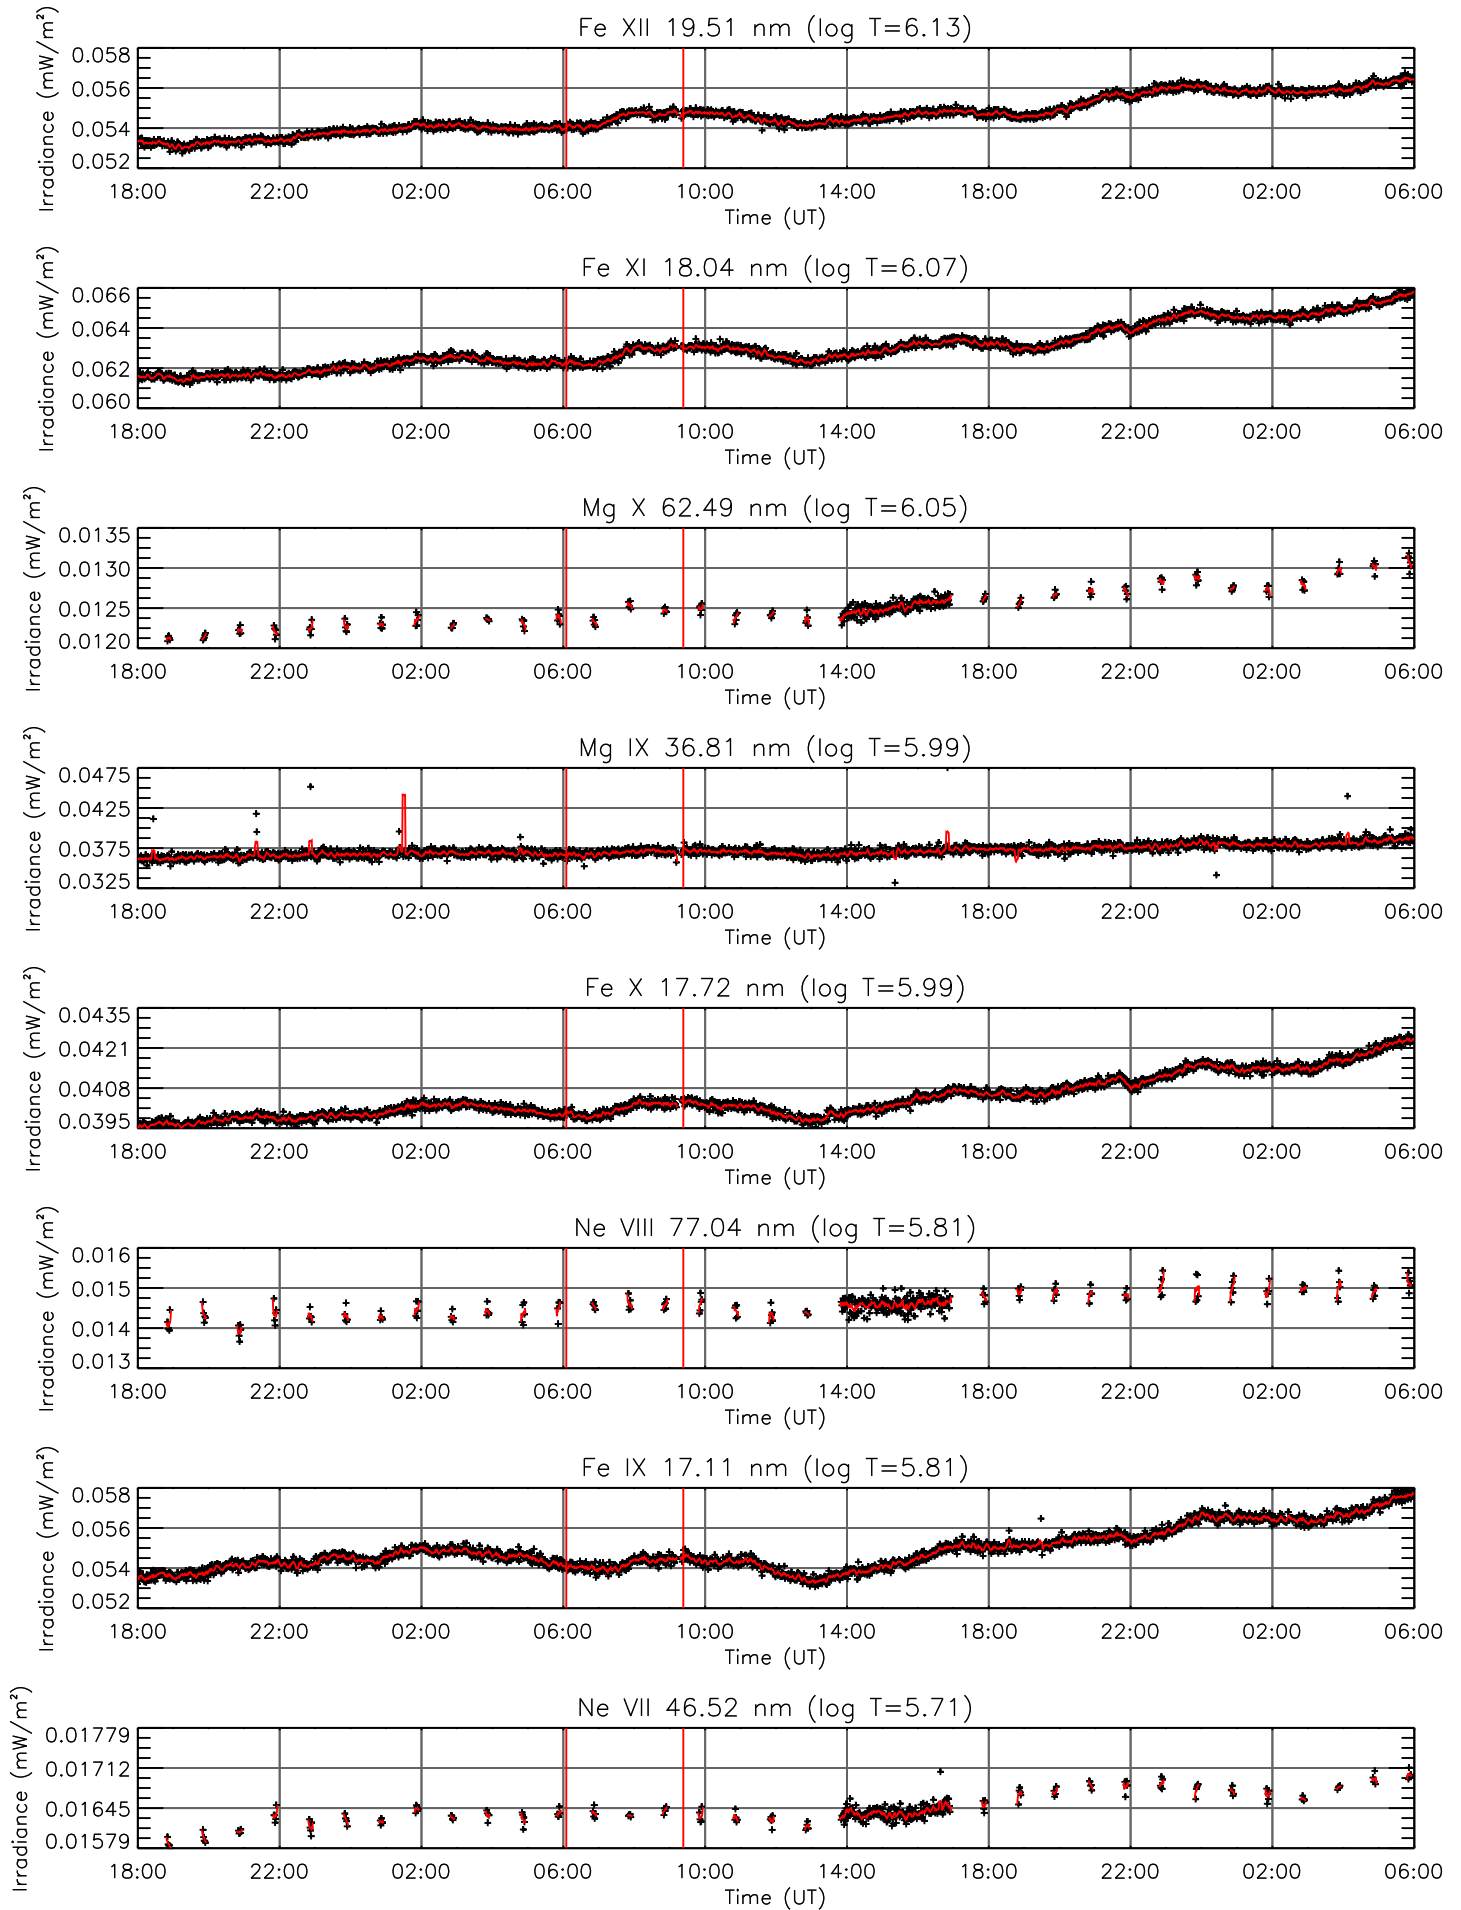 Fe XII 19.51 nm (log T=6.13)
Irradiance (mW/m²)
0.058
0.056
0.054
0.052
18:00 22:00 02:00 06:00 10:00 14:00 18:00 22:00 02:00 06:00
Time (UT)
Fe XI 18.04 nm (log T=6.07)
Irradiance (mW/m²)
0.066
0.064
0.062
0.060
18:00 22:00 02:00 06:00 10:00 14:00 18:00 22:00 02:00 06:00
Time (UT)
Mg X 62.49 nm (log T=6.05)
Irradiance (mW/m²)
0.0135
0.0130
0.0125
0.0120
18:00 22:00 02:00 06:00 10:00 14:00 18:00 22:00 02:00 06:00
Time (UT)
Mg IX 36.81 nm (log T=5.99)
Irradiance (mW/m²)
0.0475
0.0425
0.0375
0.0325
18:00 22:00 02:00 06:00 10:00 14:00 18:00 22:00 02:00 06:00
Time (UT)
Fe X 17.72 nm (log T=5.99)
Irradiance (mW/m²)
0.0435
0.0421
0.0408
0.0395
18:00 22:00 02:00 06:00 10:00 14:00 18:00 22:00 02:00 06:00
Time (UT)
Ne VIII 77.04 nm (log T=5.81)
Irradiance (mW/m²)
0.016
0.015
0.014
0.013
18:00 22:00 02:00 06:00 10:00 14:00 18:00 22:00 02:00 06:00
Time (UT)
Fe IX 17.11 nm (log T=5.81)
Irradiance (mW/m²)
0.058
0.056
0.054
0.052
18:00 22:00 02:00 06:00 10:00 14:00 18:00 22:00 02:00 06:00
Time (UT)
Ne VII 46.52 nm (log T=5.71)
Irradiance (mW/m²)
0.01779
0.01712
0.01645
0.01579
18:00 22:00 02:00 06:00 10:00 14:00 18:00 22:00 02:00 06:00
Time (UT)